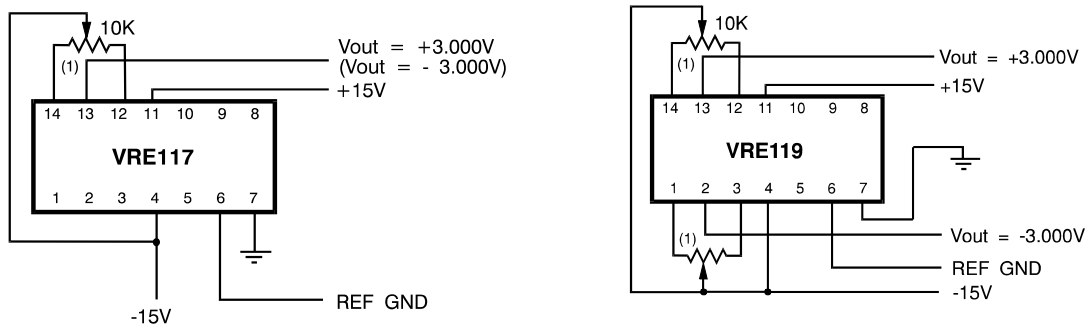 10K
Vout = +3.000V
(Vout = - 3.000V)
(1)
+15V
14 13 12 11 10 9 8
VRE117
1 2 3 4 5 6 7
REF GND
-15V
10K
(1)
Vout = +3.000V
+15V
14 13 12 11 10 9 8
VRE119
1 2 3 4 5 6 7
(1)
Vout = -3.000V
REF GND
-15V